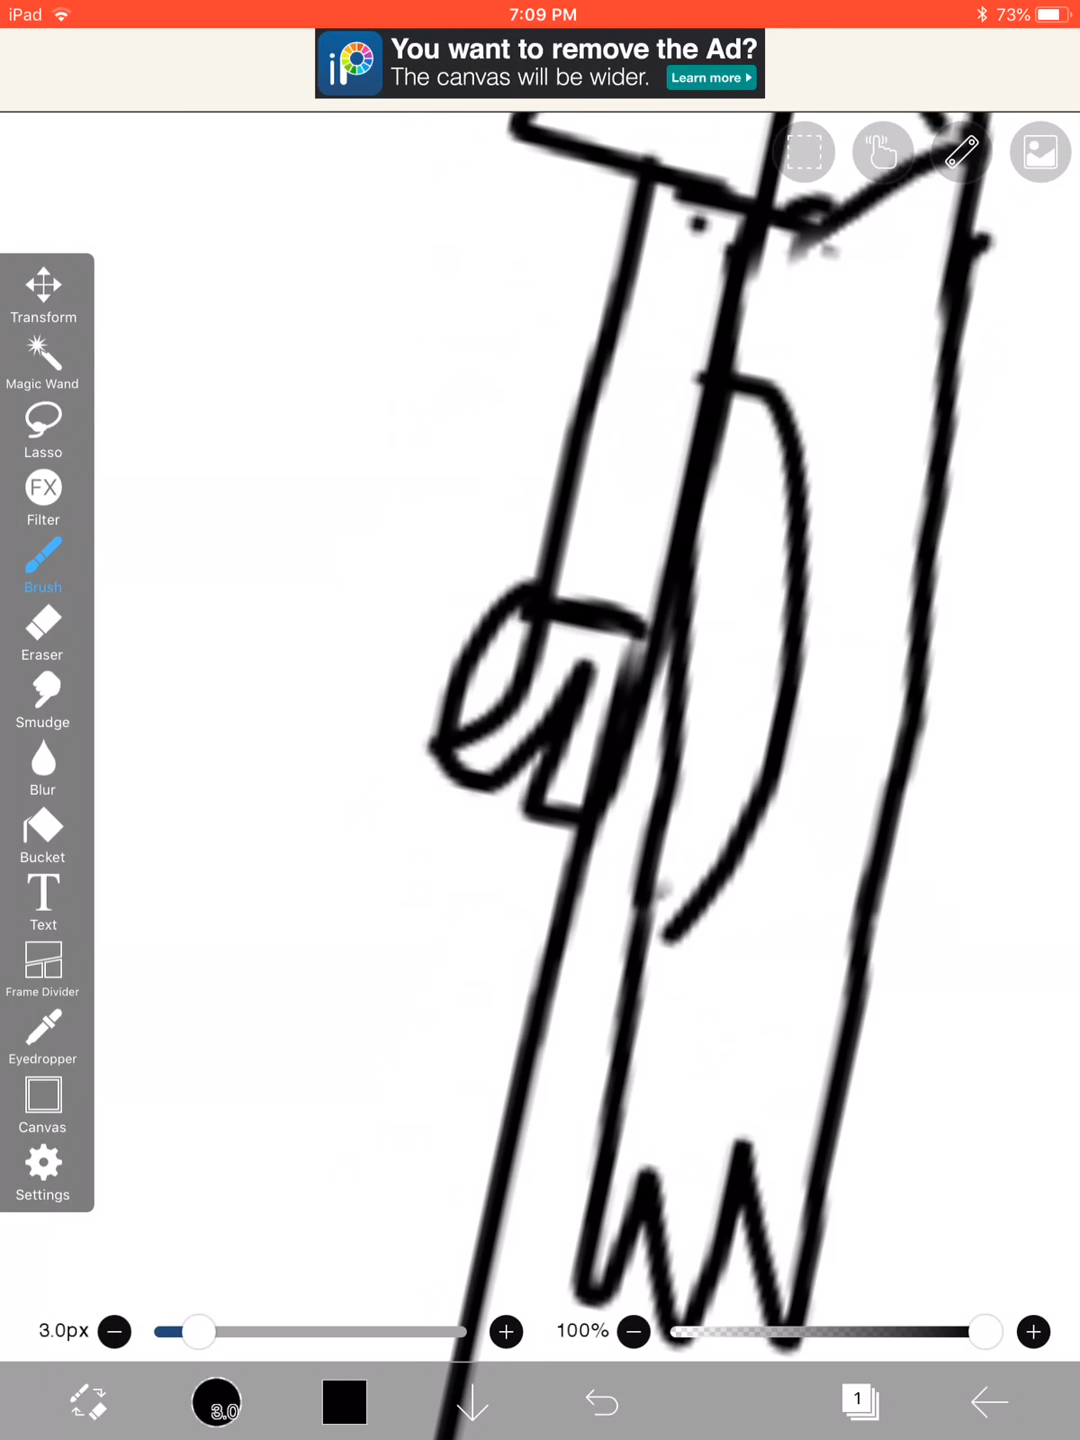 iPad
7:09 PM
73%
iP
You want to remove the Ad?
The canvas will be wider.
Learn more
Transform
Magic Wand
Lasso
FX
Filter
Brush
Eraser
Smudge
Blur
Bucket
T
Text
Frame Divider
Eyedropper
Canvas
Settings
3.0px
100%
3.0
1